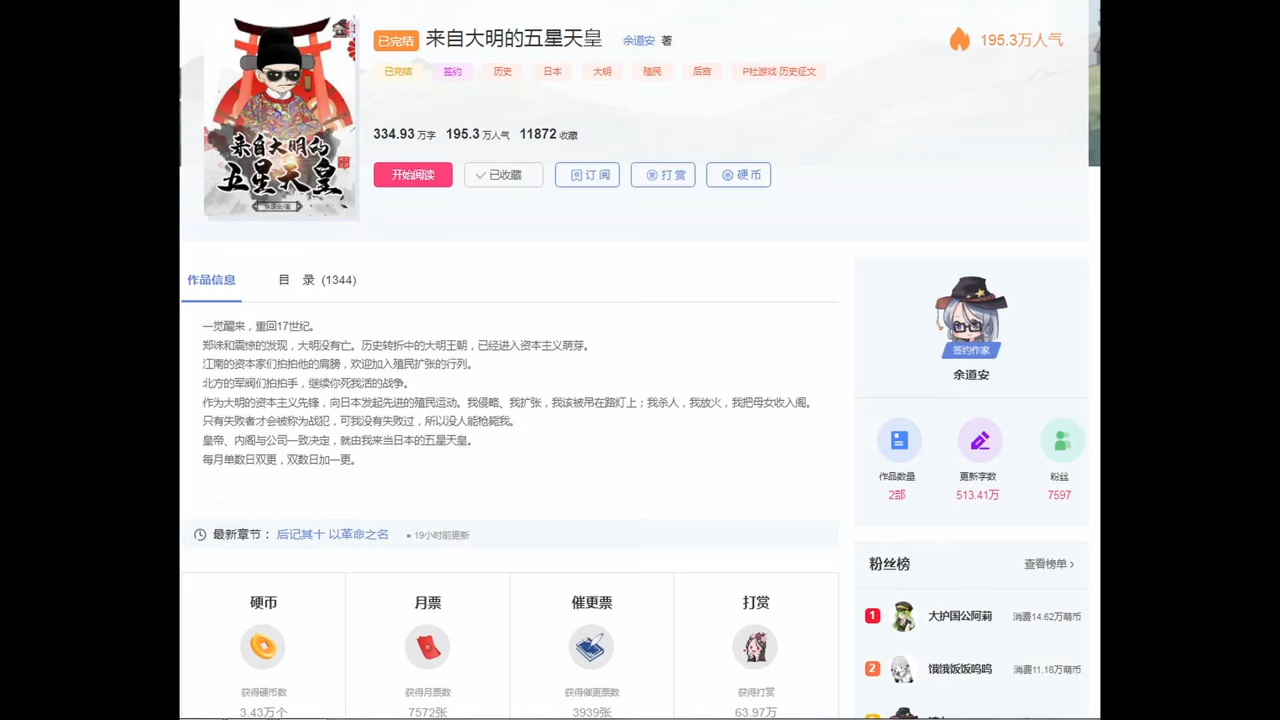 已完结 来自大明的五星天皇 余道安 著
195.3万人气
已完结 签约 历史 日本 大明 殖民 后宫 P社游戏·历史征文
334.93 万字 195.3 万人气 11872 收藏
开始阅读 已收藏 订阅 打赏 硬币
来自大明的
五星天皇
余道安/著
作品信息 目 录 (1344)
一觉醒来，重回17世纪。
郑诛和震惊的发现，大明没有亡。历史转折中的大明王朝，已经进入资本主义萌芽。
江南的资本家们拍拍他的肩膀，欢迎加入殖民扩张的行列。
北方的军阀们拍拍手，继续你死我活的战争。
作为大明的资本主义先锋，向日本发起先进的殖民运动。我侵略、我扩张，我该被吊在路灯上；我杀人，我放火，我把母女收入阁。
只有失败者才会被称为战犯，可我没有失败过，所以没人能枪毙我。
皇帝、内阁与公司一致决定，就由我来当日本的五星天皇。
每月单数日双更，双数日加一更。
签约作家
余道安
作品数量 更新字数 粉丝
2部 513.41万 7597
最新章节： 后记其十 以革命之名 • 19小时前更新
粉丝榜 查看榜单 ›
硬币 月票 催更票 打赏
1 大护国公阿莉 消费14.62万萌币
2 饿饿饭饭呜呜 消费11.18万萌币
获得硬币数 获得月票数 获得催更票数 获得打赏
3.43万个 7572张 3939张 63.97万